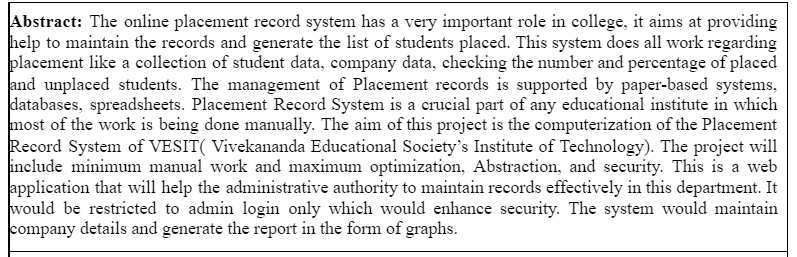 Abstract: The online placement record system has a very important role in college, it aims at providing
help to maintain the records and generate the list of students placed. This system does all work regarding
placement like a collection of student data, company data, checking the number and percentage of placed
and unplaced students. The management of Placement records is supported by paper-based systems,
databases, spreadsheets. Placement Record System is a crucial part of any educational institute in which
most of the work is being done manually. The aim of this project is the computerization of the Placement
Record System of VESIT( Vivekananda Educational Society’s Institute of Technology). The project will
include minimum manual work and maximum optimization, Abstraction, and security. This is a web
application that will help the administrative authority to maintain records effectively in this department. It
would be restricted to admin login only which would enhance security. The system would maintain
company details and generate the report in the form of graphs.